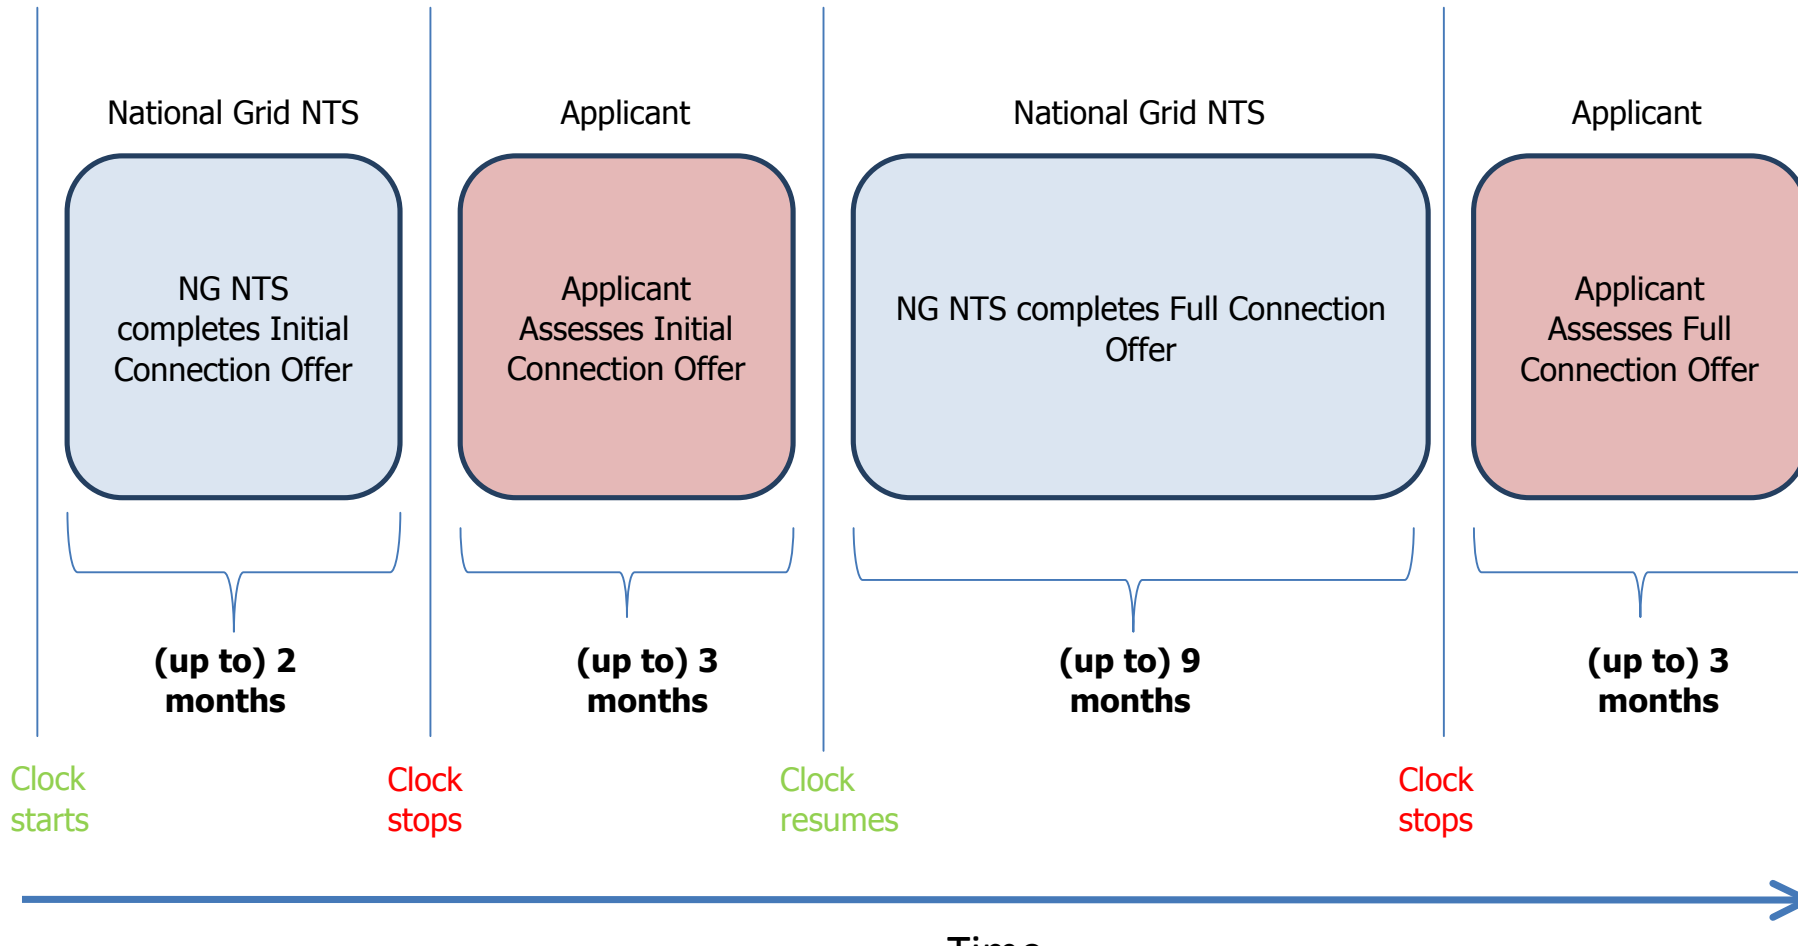 National Grid NTS
Applicant
National Grid NTS
Applicant
NG NTS
completes Initial
Connection Offer
Applicant
Assesses Initial
Connection Offer
NG NTS completes Full Connection
Offer
Applicant
Assesses Full
Connection Offer
(up to) 2
months
(up to) 3
months
(up to) 9
months
(up to) 3
months
Clock
starts
Clock
stops
Clock
resumes
Clock
stops
Time